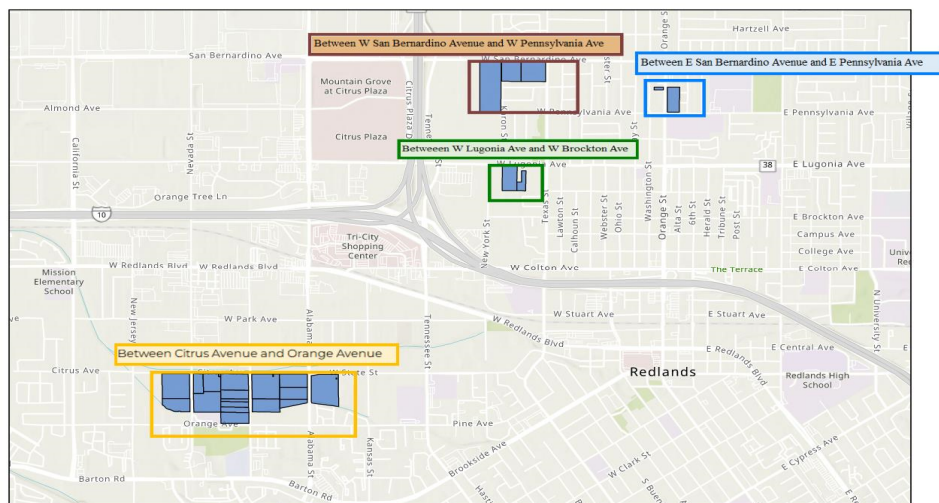 Hartzell Ave
Orange St
San Bernardino Ave
Between W San Bernardino Avenue and W Pennsylvania Ave
W San Bernardino Ave
Between E San Bernardino Avenue and E Pennsylvania Ave
Mountain Grove
at Citrus Plaza
Citrus Plaza D
Almond Ave
W Pennsylvania Ave
E Pennsylvania Ave
Citrus Plaza
Nevada St
California St
Betweeen W Lugonia Ave and W Brockton Ave
W Lugonia Ave
38
E Lugonia Ave
Orange Tree Ln
10
Texas St
Lawton St
Calhoun St
Webster St
Ohio St
Washington St
Orange St
Alta St
6th St
Herald St
Tribune St
Post St
E Brockton Ave
Campus Ave
College Ave
New York St
Tri-City
Shopping
Center
W Redlands Blvd
W Redlands Blvd
W Colton Ave
The Terrace
E Colton Ave
Mission
Elementary
School
New Jersey
Alabama
Tennessee St
W Park Ave
W Redlands Blvd
W Stuart Ave
E Stuart Ave
N University St
Between Citrus Avenue and Orange Avenue
E Central Ave
E Redlands Blvd
Citrus Ave
W State St
Redlands
Redlands High
School
Orange Ave
Alabama St
Kansas St
Pine Ave
Brookside Ave
W Clark St
E Cypress Ave
Barton Rd
Barton Rd